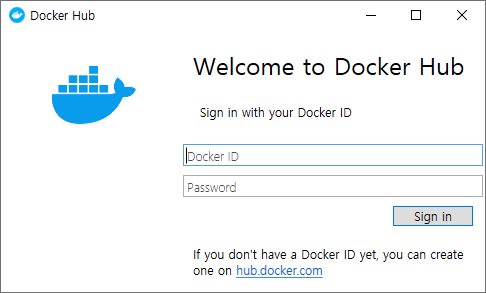 Docker Hub
Welcome to Docker Hub
Sign in with your Docker ID
Docker ID
Password
Sign in
If you don't have a Docker ID yet, you can create
one on hub.docker.com